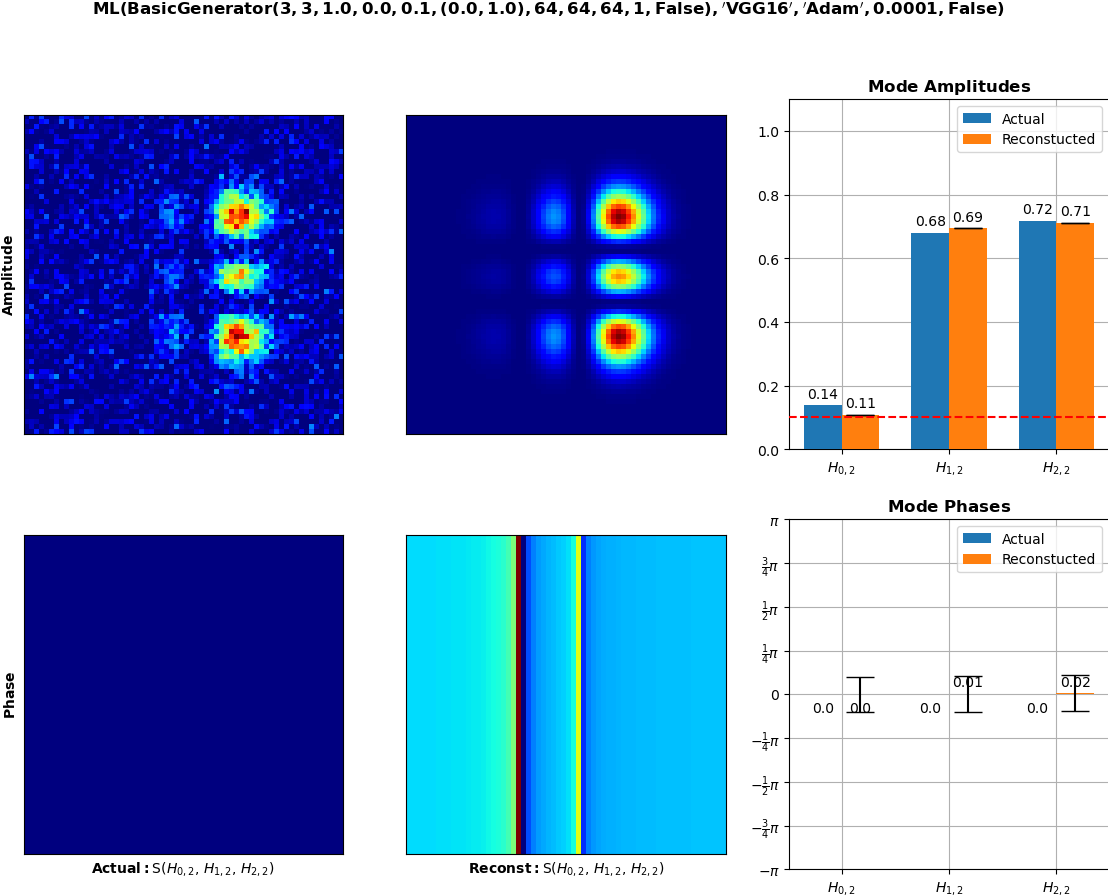 ML(BasicGenerator(3, 3, 1.0, 0.0, 0.1, (0.0, 1.0), 64, 64, 64, 1, False), 'VGG16', 'Adam', 0.0001, False)
Amplitude
Mode Amplitudes
Actual
Reconstucted
1.0
0.8
0.6
0.4
0.2
0.0
0.14
0.11
0.68
0.69
0.72
0.71
H0, 2
H1, 2
H2, 2
Phase
Actual: S(H0, 2, H1, 2, H2, 2)
Reconst: S(H0, 2, H1, 2, H2, 2)
Mode Phases
Actual
Reconstucted
π
3/4π
1/2π
1/4π
0
−1/4π
−1/2π
−3/4π
−π
0.0
0.0
0.0
0.01
0.0
0.02
H0, 2
H1, 2
H2, 2